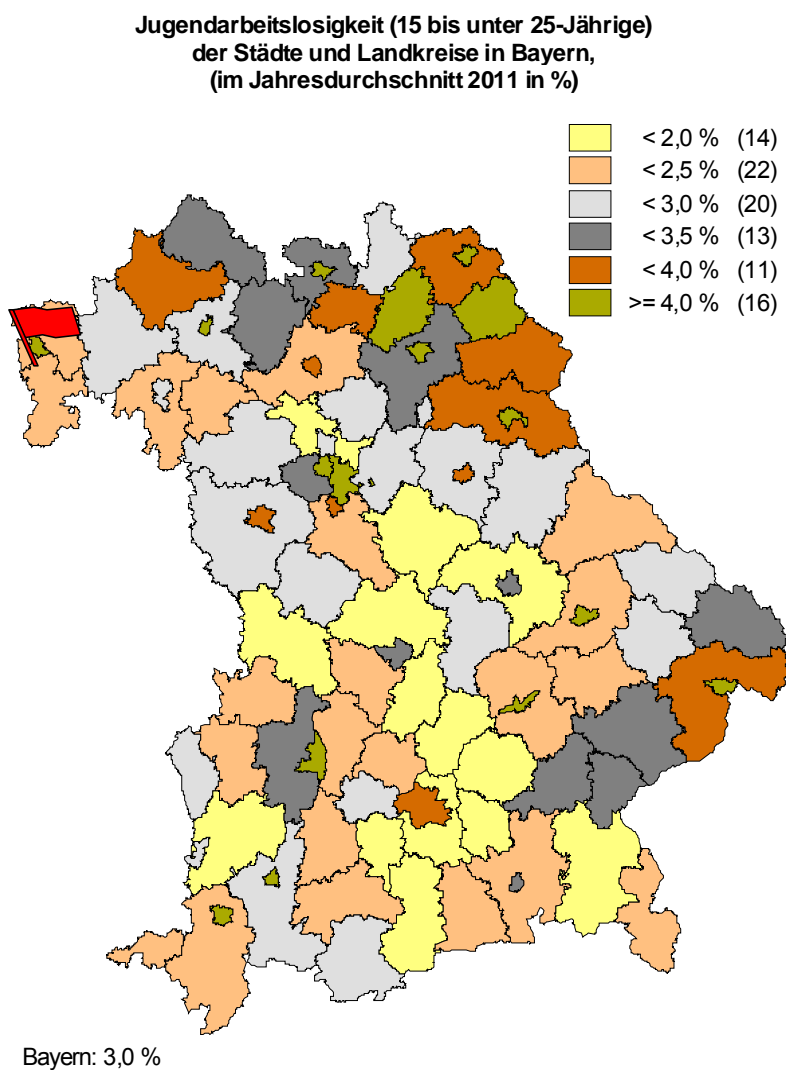 Jugendarbeitslosigkeit (15 bis unter 25-Jährige)
der Städte und Landkreise in Bayern,
(im Jahresdurchschnitt 2011 in %)
< 2,0 % (14)
< 2,5 % (22)
< 3,0 % (20)
< 3,5 % (13)
< 4,0 % (11)
>= 4,0 % (16)
Bayern: 3,0 %